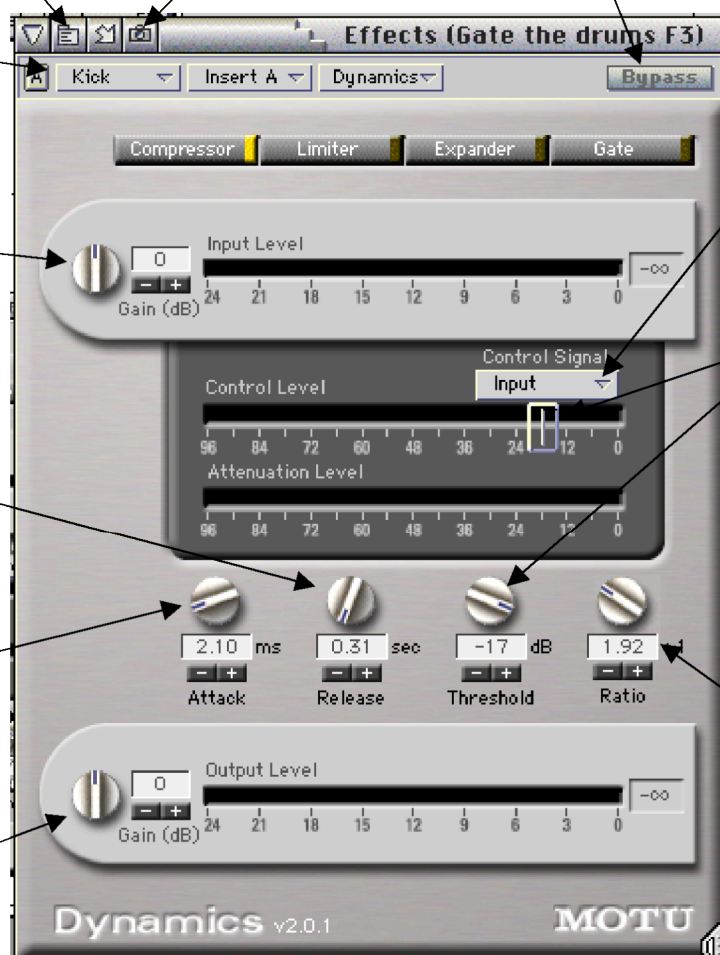 Effects (Gate the drums F3)
A Kick Insert A Dynamics Bypass
Compressor Limiter Expander Gate
Input Level
0 -∞
- +
Gain (dB)
24 21 18 15 12 9 6 3 0
Control Signal
Input
Control Level
96 84 72 60 48 36 24 12 0
Attenuation Level
96 84 72 60 48 36 24 12 0
2.10 ms 0.31 sec -17 dB 1.92 :1
- + - + - + - +
Attack Release Threshold Ratio
Output Level
0 -∞
- +
Gain (dB)
24 21 18 15 12 9 6 3 0
Dynamics v2.0.1 MOTU